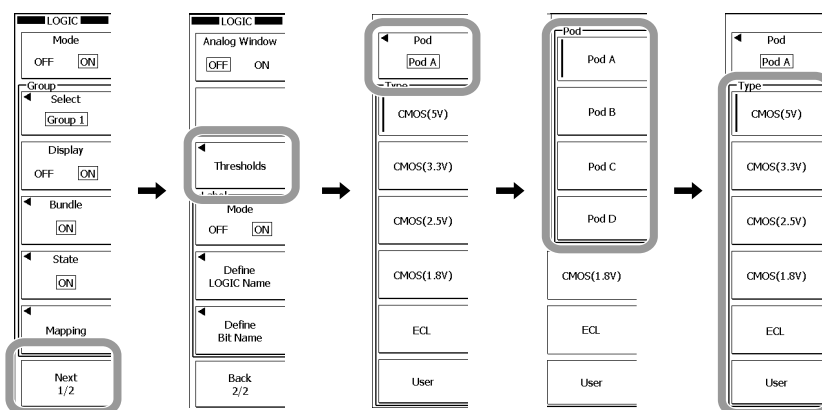 LOGIC
Mode
OFF ON
Group
Select
Group 1
Display
OFF ON
Bundle
ON
State
ON
Mapping
Next
1/2
LOGIC
Analog Window
OFF ON
Thresholds
Label
Mode
OFF ON
Define
LOGIC Name
Define
Bit Name
Back
2/2
Pod
Pod A
Type
CMOS(5V)
CMOS(3.3V)
CMOS(2.5V)
CMOS(1.8V)
ECL
User
Pod
Pod A
Pod B
Pod C
Pod D
CMOS(1.8V)
ECL
User
Pod
Pod A
Type
CMOS(5V)
CMOS(3.3V)
CMOS(2.5V)
CMOS(1.8V)
ECL
User